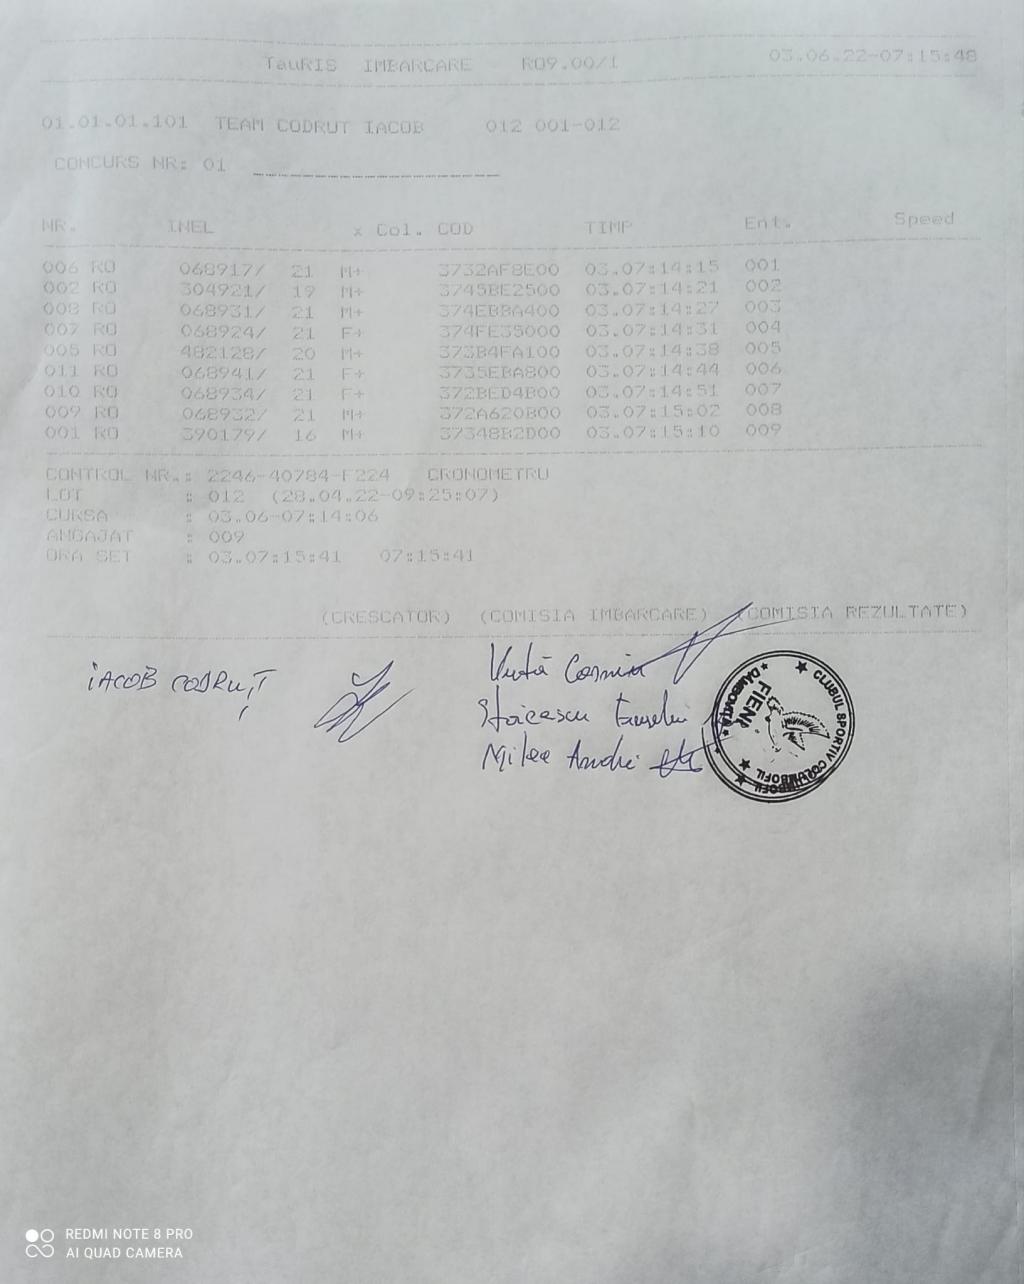 TauRIS IMBARCARE RO9.00/1 03.06.22-07:15:48
01.01.01.101 TEAM CODRUT IACOB 012 001-012
CONCURS NR: 01
NR. INEL x Col. COD TIMP Ent. Speed
006 RO 068917/ 21 M+ 3732AF8E00 03.07:14:15 001
002 RO 304921/ 19 M+ 3745BE2500 03.07:14:21 002
008 RO 068931/ 21 M+ 374EB8A400 03.07:14:27 003
007 RO 068924/ 21 F+ 374FE35000 03.07:14:31 004
005 RO 482128/ 20 M+ 373B4FA100 03.07:14:38 005
011 RO 068941/ 21 F+ 3735EBA800 03.07:14:44 006
010 RO 068934/ 21 F+ 372BED4B00 03.07:14:51 007
009 RO 068932/ 21 M+ 372A620B00 03.07:15:02 008
001 RO 390179/ 16 M+ 37348B2D00 03.07:15:10 009
CONTROL NR.: 2246-40784-F224 CRONOMETRU
LOT : 012 (28.04.22-09:25:07)
CURSA : 03.06-07:14:06
ANGAJAT : 009
ORA SET : 03.07:15:41 07:15:41
(CRESCATOR) (COMISIA IMBARCARE) (COMISIA REZULTATE)
IACOB CODRUȚ
Cosmin
Stoicescu
Milea Andrei
CLUBUL SPORTIV COLUMBOFIL
FIENI
DAMBOVITA
REDMI NOTE 8 PRO
AI QUAD CAMERA